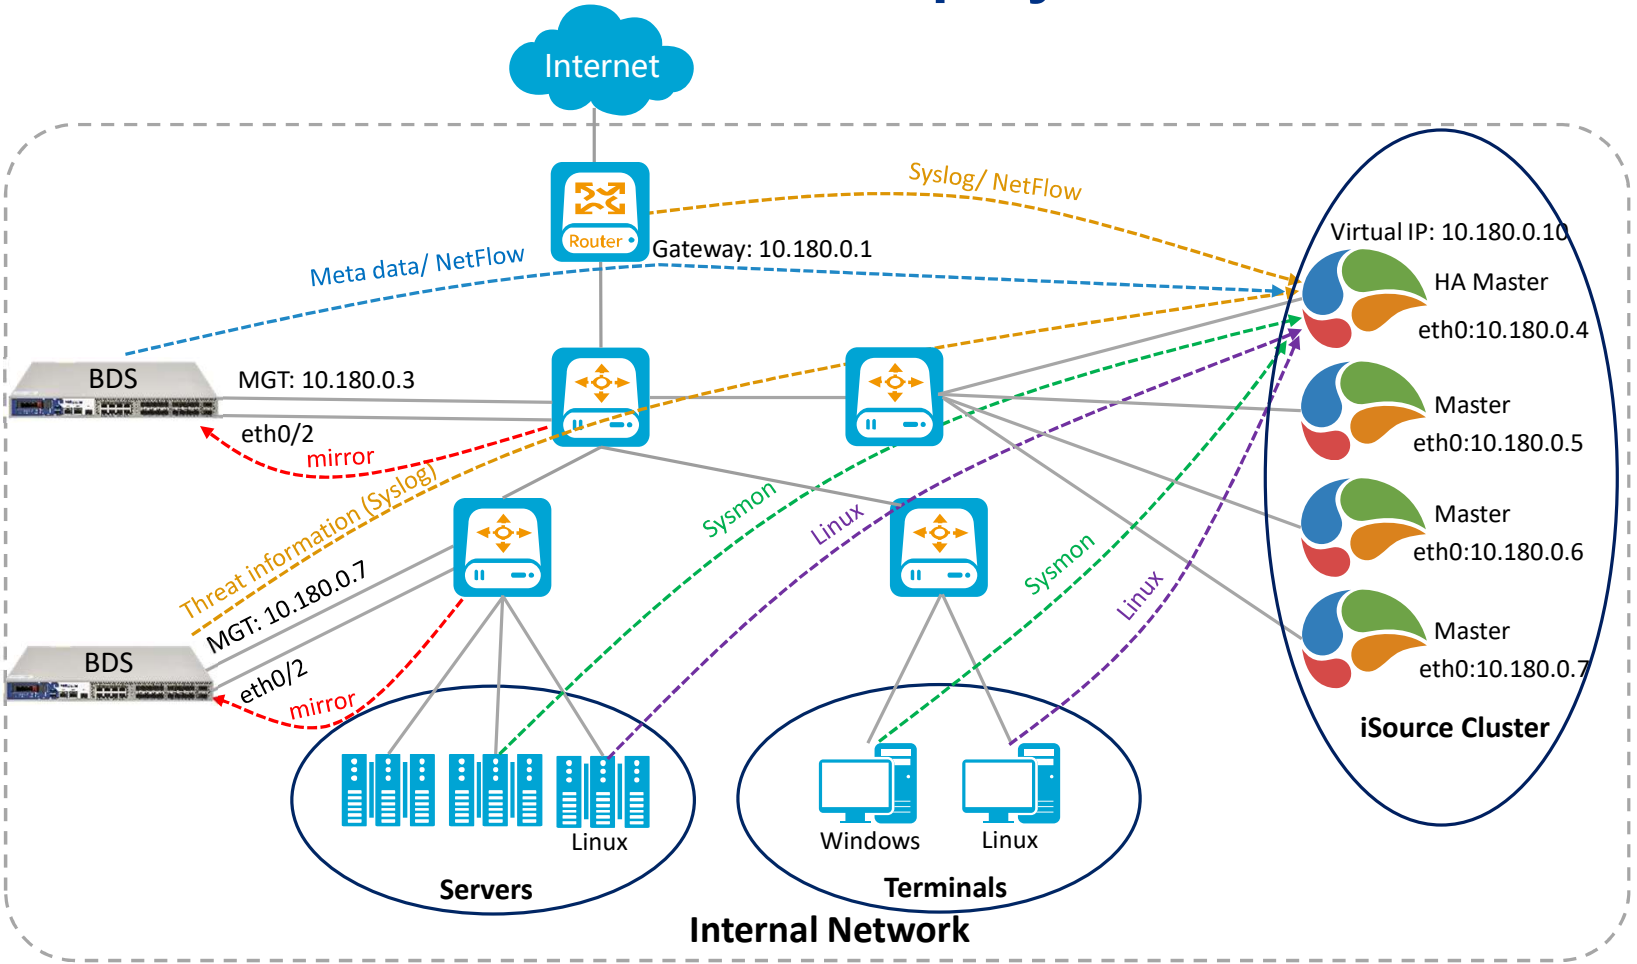 Internet
Syslog/ NetFlow
Router
Gateway: 10.180.0.1
Meta data/ NetFlow
Virtual IP: 10.180.0.10
HA Master
eth0:10.180.0.4
BDS
MGT: 10.180.0.3
eth0/2
mirror
Master
eth0:10.180.0.5
Threat information (Syslog)
Sysmon
Linux
Master
eth0:10.180.0.6
Sysmon
Linux
MGT: 10.180.0.7
BDS
eth0/2
mirror
Master
eth0:10.180.0.7
iSource Cluster
Linux
Windows
Linux
Servers
Terminals
Internal Network